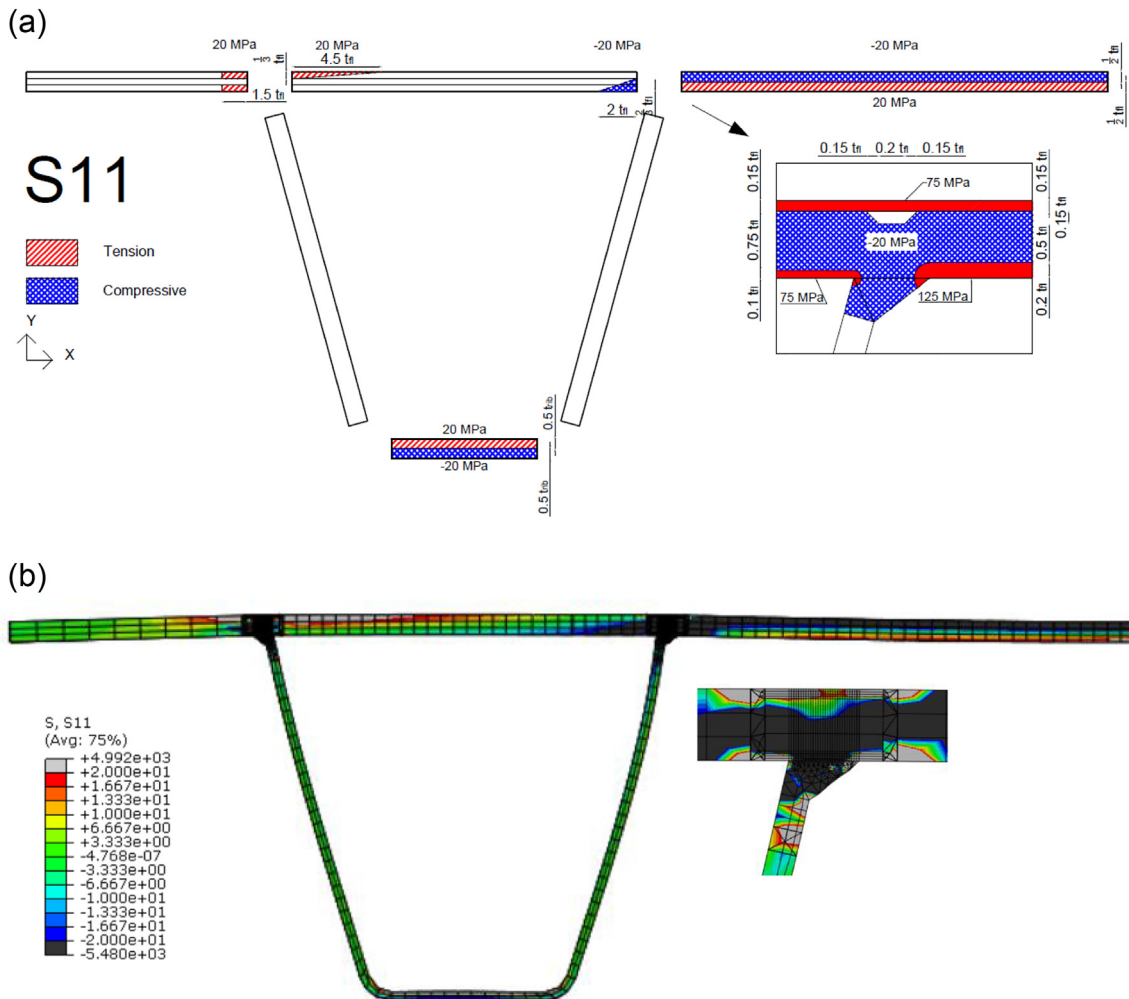 (a)
20 MPa
20 MPa
-20 MPa
-20 MPa
1/3 tfl
4.5 tfl
1/2 tfl
1.5 tfl
2 tfl
2/3 tfl
20 MPa
1/2 tfl
0.15 tfl 0.2 tfl 0.15 tfl
S11
0.15 tfl
0.15 tfl
-75 MPa
0.15 tfl
Tension
0.75 tfl
-20 MPa
0.5 tfl
Compressive
0.1 tfl
75 MPa
125 MPa
0.2 tfl
Y
X
0.5 trib
20 MPa
-20 MPa
0.5 trib
(b)
S, S11
(Avg: 75%)
+4.992e+03
+2.000e+01
+1.667e+01
+1.333e+01
+1.000e+01
+6.667e+00
+3.333e+00
-4.768e-07
-3.333e+00
-6.667e+00
-1.000e+01
-1.333e+01
-1.667e+01
-2.000e+01
-5.480e+03